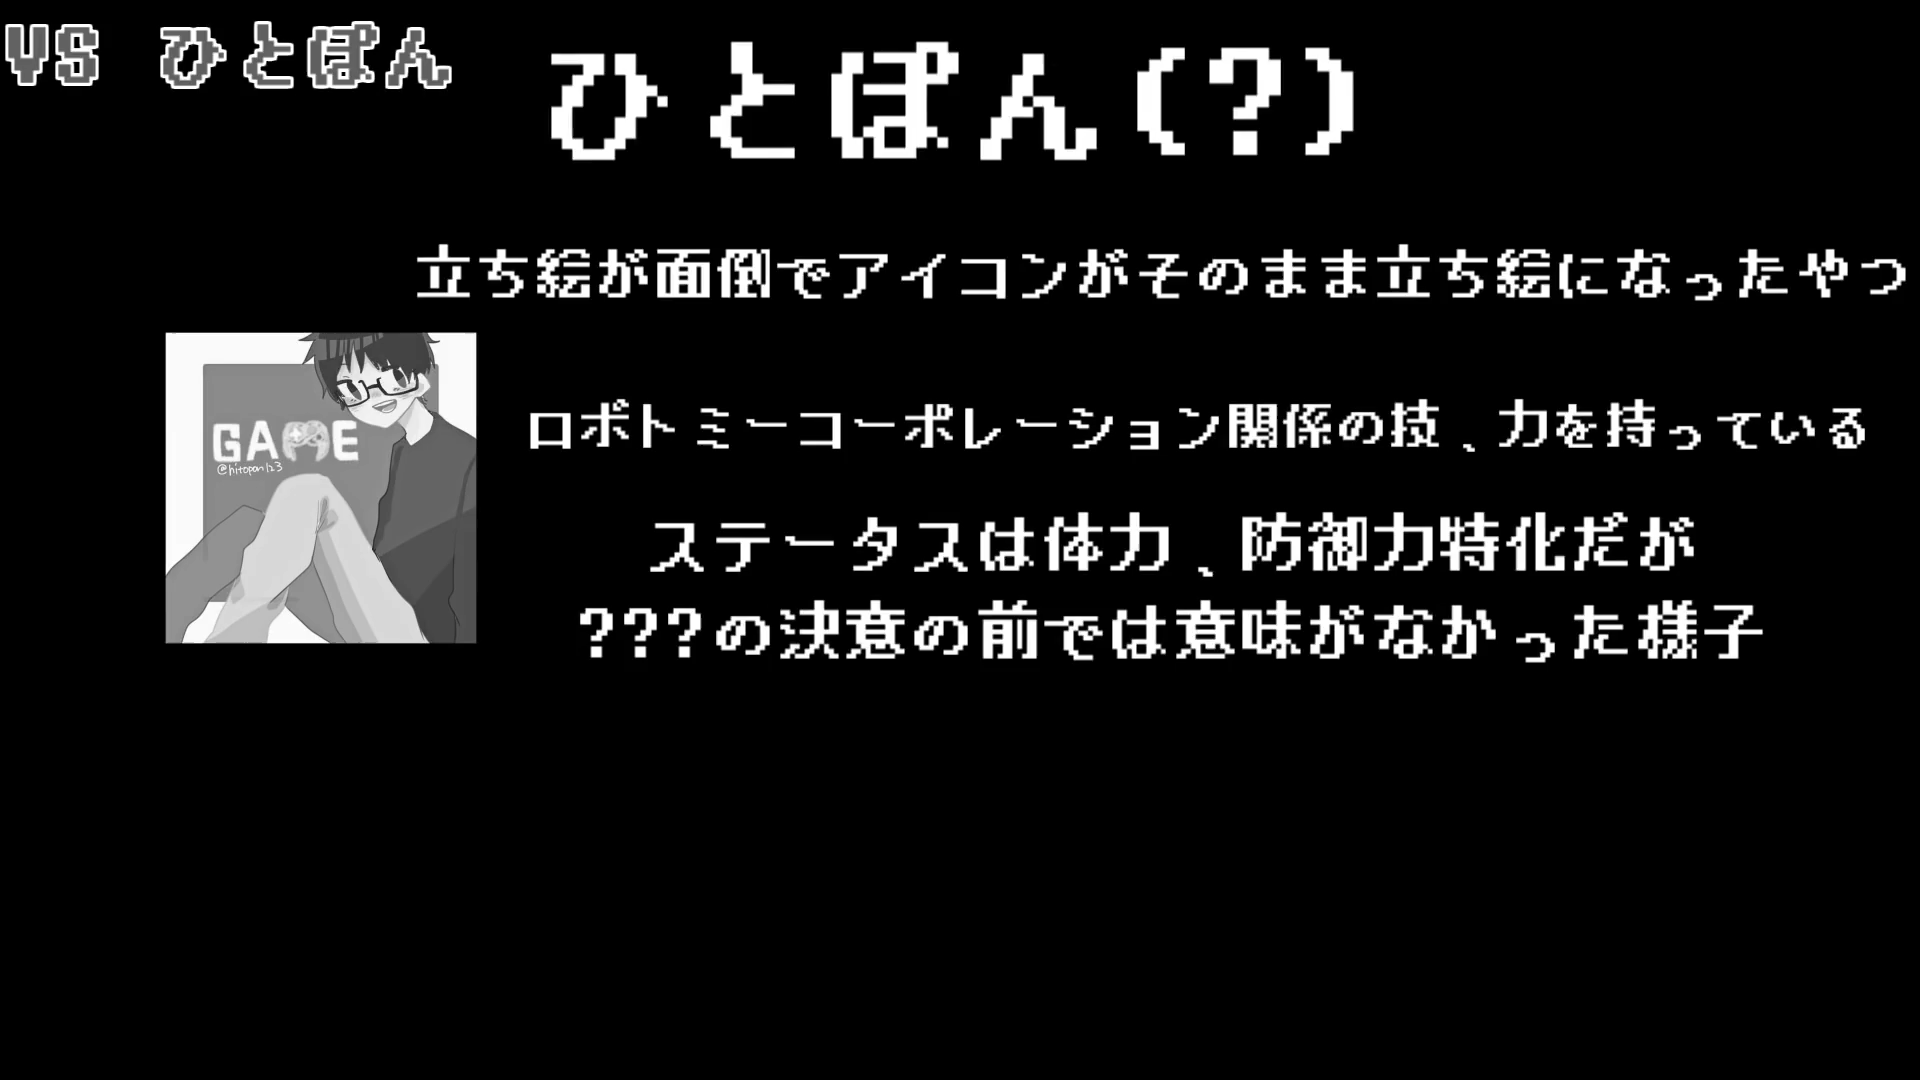 VS ひとぽん
ひとぽん(?)
立ち絵が面倒でアイコンがそのまま立ち絵になったやつ
GAME
@hitopon123
ロボトミーコーポレーション関係の技、力を持っている
ステータスは体力、防御力特化だが
???の決意の前では意味がなかった様子